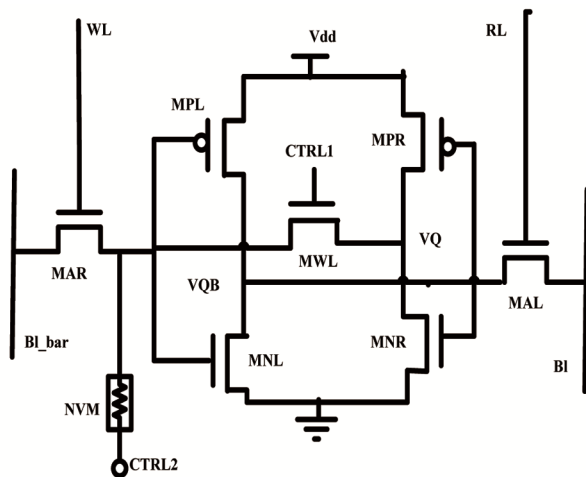 WL
Vdd
RL
MPL
MPR
CTRL1
VQ
MAR
MWL
VQB
MAL
Bl_bar
MNL
MNR
Bl
NVM
CTRL2